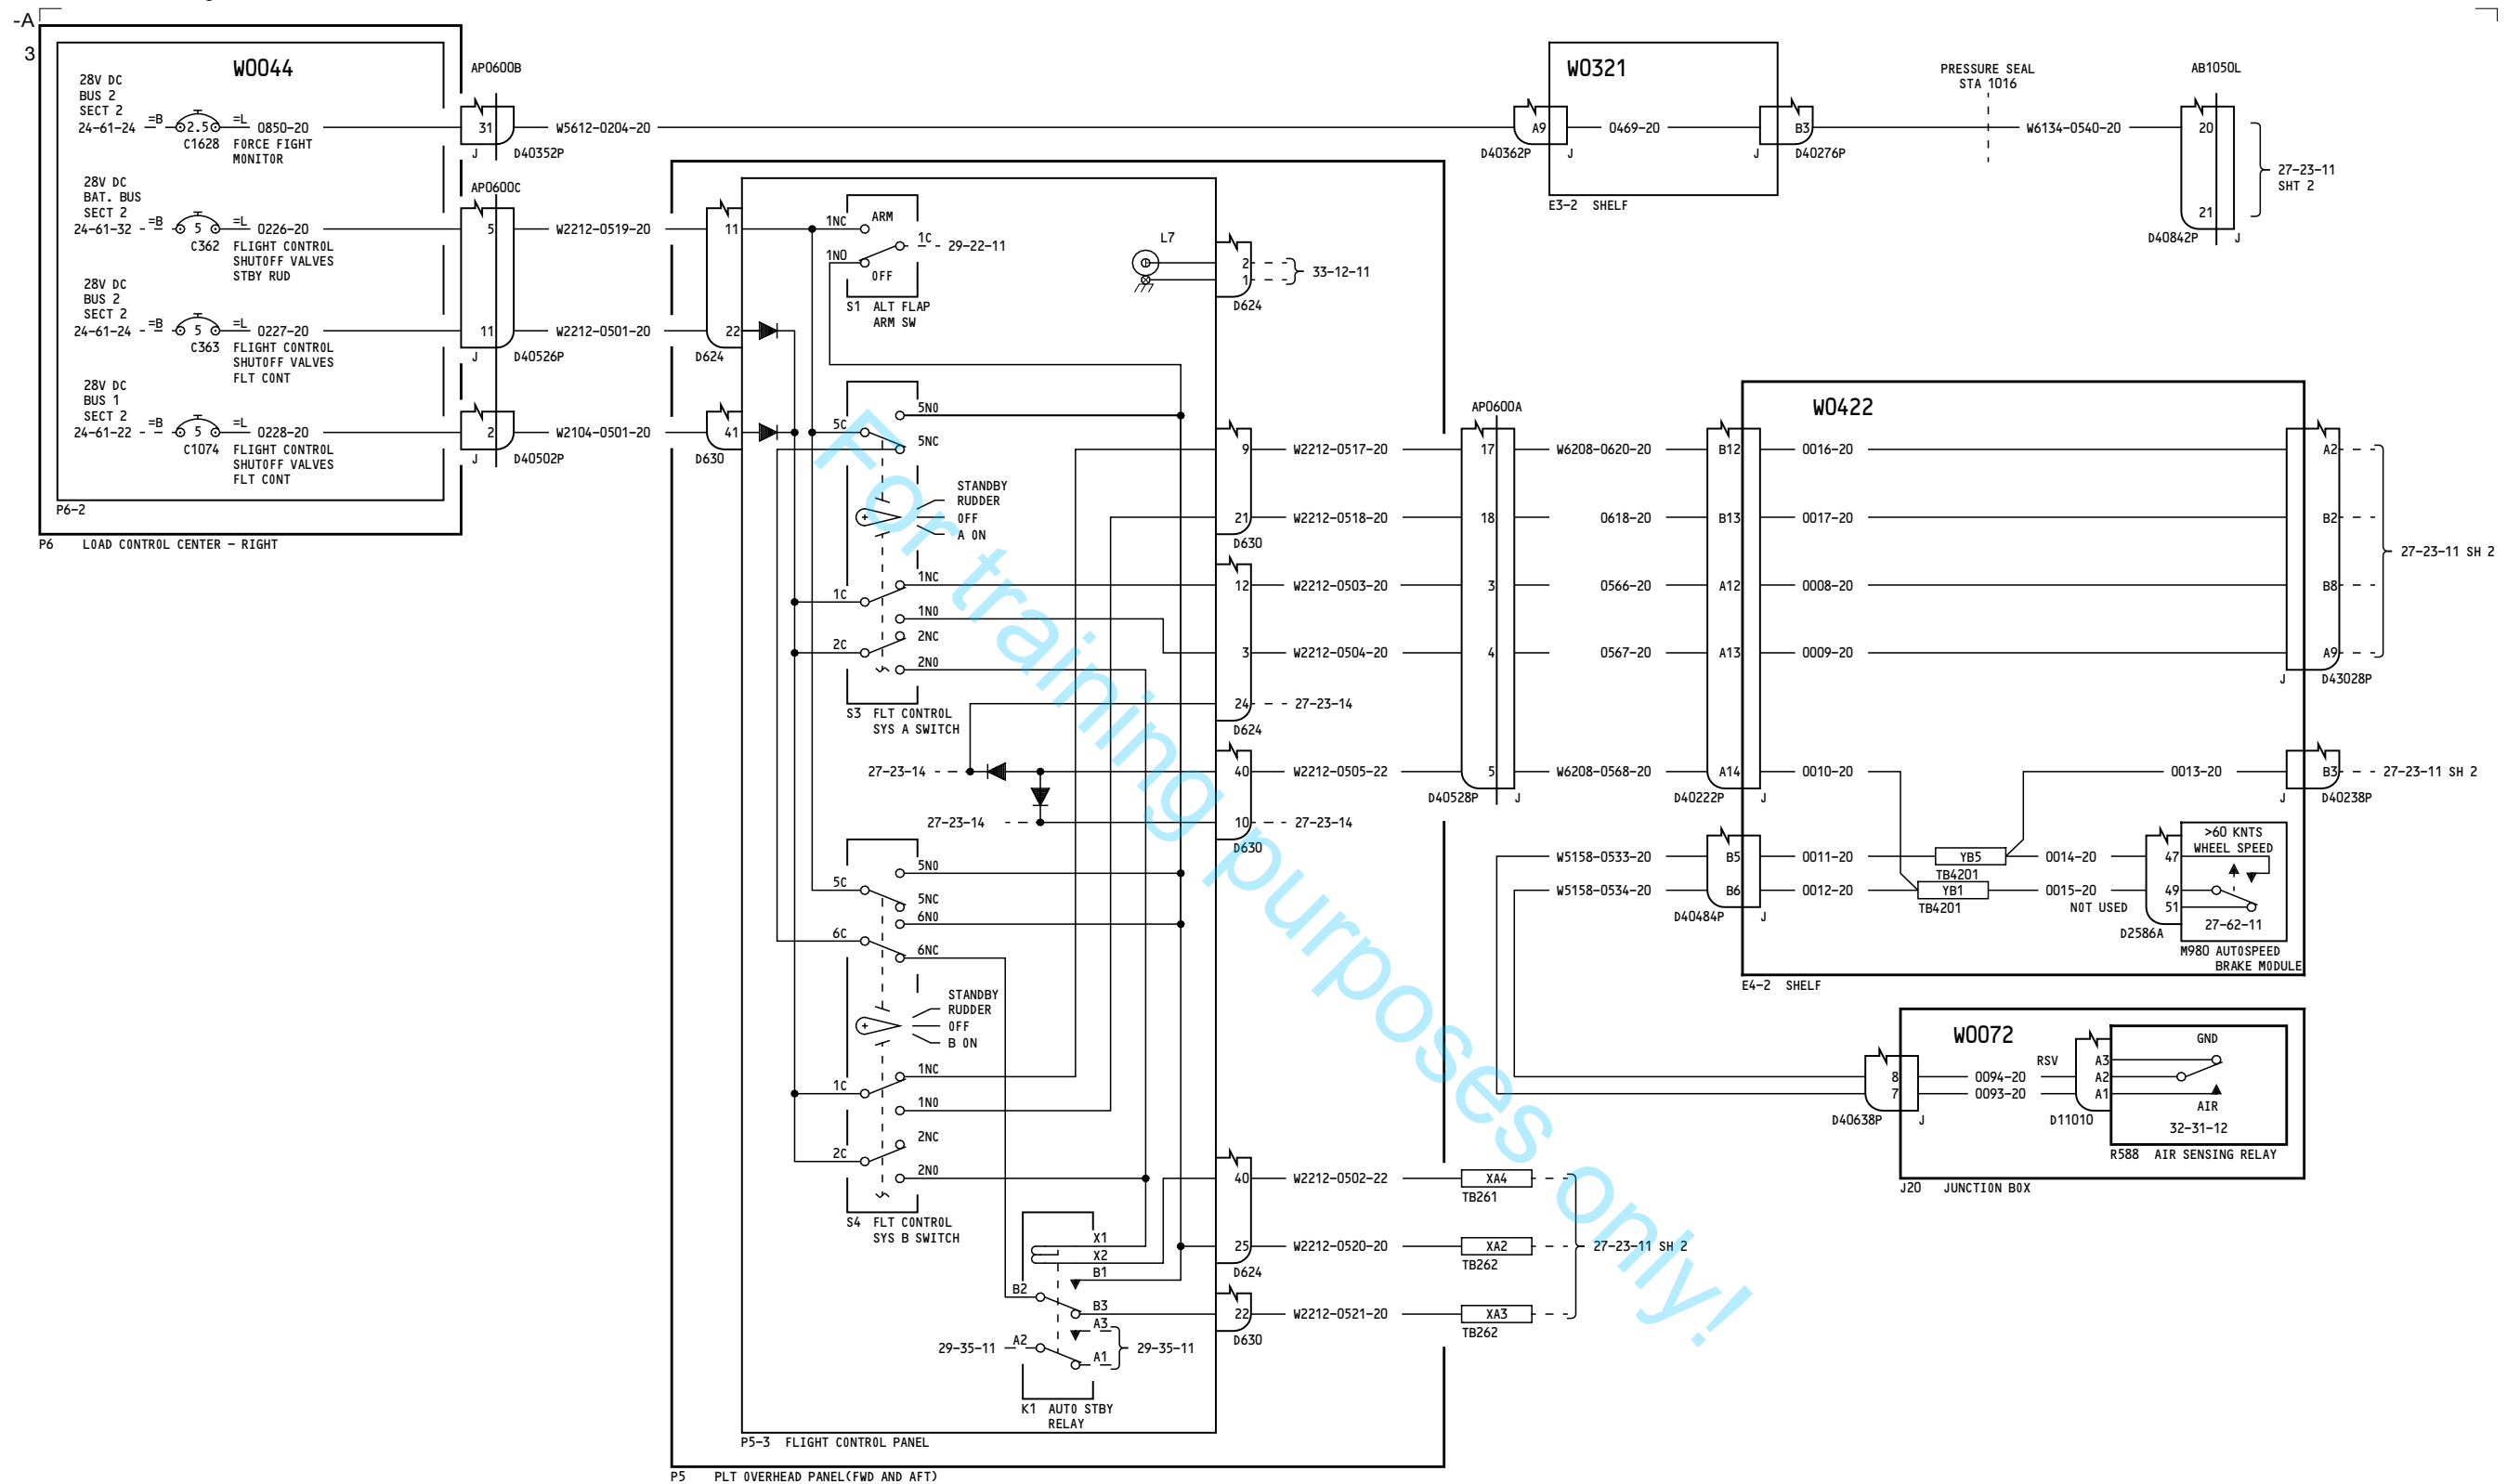 -A
3
W0044
28V DC
BUS 2
SECT 2
24-61-24
=B
2.5
=L
0850-20
C1628
FORCE FIGHT
MONITOR
28V DC
BAT. BUS
SECT 2
24-61-32
=B
5
=L
0226-20
C362
FLIGHT CONTROL
SHUTOFF VALVES
STBY RUD
28V DC
BUS 2
SECT 2
24-61-24
=B
5
=L
0227-20
C363
FLIGHT CONTROL
SHUTOFF VALVES
FLT CONT
28V DC
BUS 1
SECT 2
24-61-22
=B
5
=L
0228-20
C1074
FLIGHT CONTROL
SHUTOFF VALVES
FLT CONT
P6-2
P6 LOAD CONTROL CENTER - RIGHT
AP0600B
31
J
D40352P
W5612-0204-20
AP0600C
5
W2212-0519-20
11
J
D40526P
W2212-0501-20
2
J
D40502P
W2104-0501-20
11
22
D624
41
D630
1NC
ARM
1C
29-22-11
1NO
OFF
S1 ALT FLAP
ARM SW
L7
2
1
D624
33-12-11
5NO
5C
5NC
STANDBY
RUDDER
OFF
A ON
1NC
1C
1NO
2NC
2C
2NO
S3 FLT CONTROL
SYS A SWITCH
9
21
D630
12
3
24
D624
27-23-14
27-23-14
40
27-23-14
10
D630
27-23-14
5NO
5C
5NC
6NO
6C
6NC
STANDBY
RUDDER
OFF
B ON
1NC
1C
1NO
2NC
2C
2NO
S4 FLT CONTROL
SYS B SWITCH
X1
X2
B1
B2
B3
A3
29-35-11
A2
29-35-11
A1
K1 AUTO STBY
RELAY
40
25
D624
22
D630
P5-3 FLIGHT CONTROL PANEL
P5 PLT OVERHEAD PANEL(FWD AND AFT)
W2212-0517-20
W2212-0518-20
W2212-0503-20
W2212-0504-20
W2212-0505-22
W2212-0502-22
XA4
TB261
W2212-0520-20
XA2
TB262
27-23-11 SH 2
W2212-0521-20
XA3
TB262
AP0600A
17
18
3
4
5
D40528P
J
W6208-0620-20
0618-20
0566-20
0567-20
W6208-0568-20
B12
B13
A12
A13
A14
D40222P
J
W0321
A9
D40362P
J
0469-20
B3
J
D40276P
E3-2 SHELF
PRESSURE SEAL
STA 1016
W6134-0540-20
AB1050L
20
21
D40842P
J
27-23-11
SHT 2
W0422
0016-20
0017-20
0008-20
0009-20
0010-20
A2
B2
B8
A9
J
D43028P
27-23-11 SH 2
0013-20
B3
J
D40238P
27-23-11 SH 2
W5158-0533-20
B5
0011-20
YB5
TB4201
0014-20
47
W5158-0534-20
B6
0012-20
YB1
TB4201
0015-20
NOT USED
49
51
D40484P
J
D2586A
>60 KNTS
WHEEL SPEED
27-62-11
M980 AUTOSPEED
BRAKE MODULE
E4-2 SHELF
W0072
8
7
D40638P
J
0094-20
0093-20
RSV
A3
A2
A1
D11010
GND
AIR
32-31-12
R588 AIR SENSING RELAY
J20 JUNCTION BOX
For training purposes only!